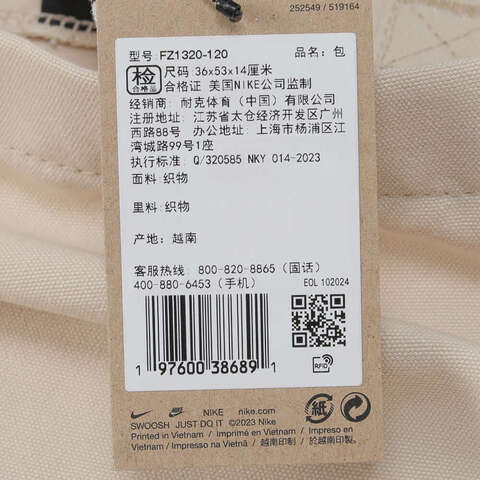 252549 / 519164
型号: FZ1320-120 品名: 包
检 合格品
尺码 36x53x14厘米
合格证 美国NIKE公司监制
经销商: 耐克体育（中国）有限公司
注册地址: 江苏省太仓经济开发区广州
西路88号 办公地址: 上海市杨浦区江
湾城路99号1座
执行标准: Q/320585 NKY 014-2023
面料: 织物
里料: 织物
产地: 越南
客服热线: 800-820-8865（固话）
400-880-6453（手机）
EOL 102024
1 97600 38689 1
RFID
NIKE nike.com
SWOOSH JUST DO IT ©2023 Nike
Printed in Vietnam / Imprimé en Vietnam /
Impresso na Vietnã / 越南印制 /
紙
Impreso en
於越南印製.